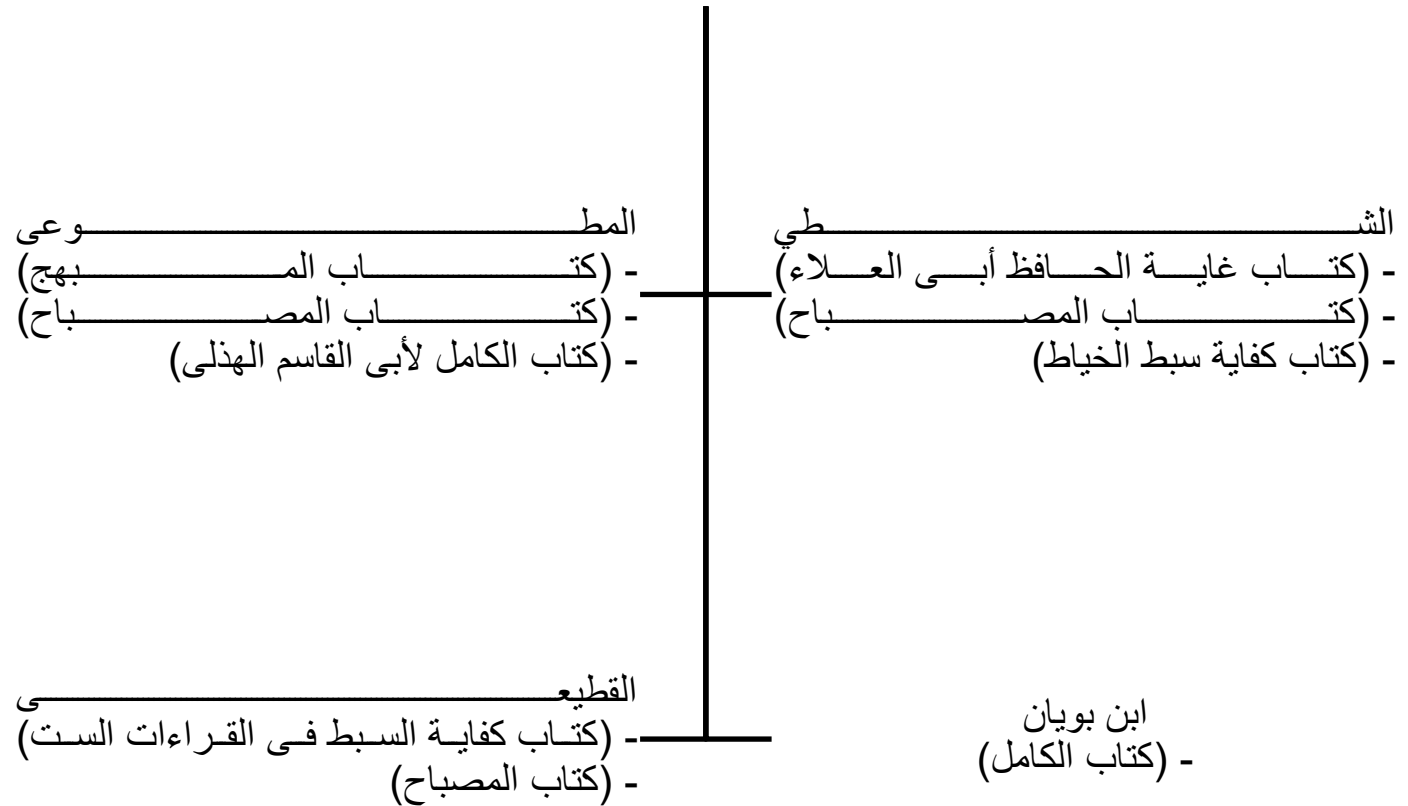 الشطي
- (كتاب غاية الحافظ أبى العلاء)
- (كتاب المصباح)
- (كتاب كفاية سبط الخياط)
المطوعى
- (كتاب المبهج)
- (كتاب المصباح)
- (كتاب الكامل لأبى القاسم الهذلى)
ابن بويان
- (كتاب الكامل)
القطيعى
- (كتاب كفاية السبط فى القراءات الست)
- (كتاب المصباح)